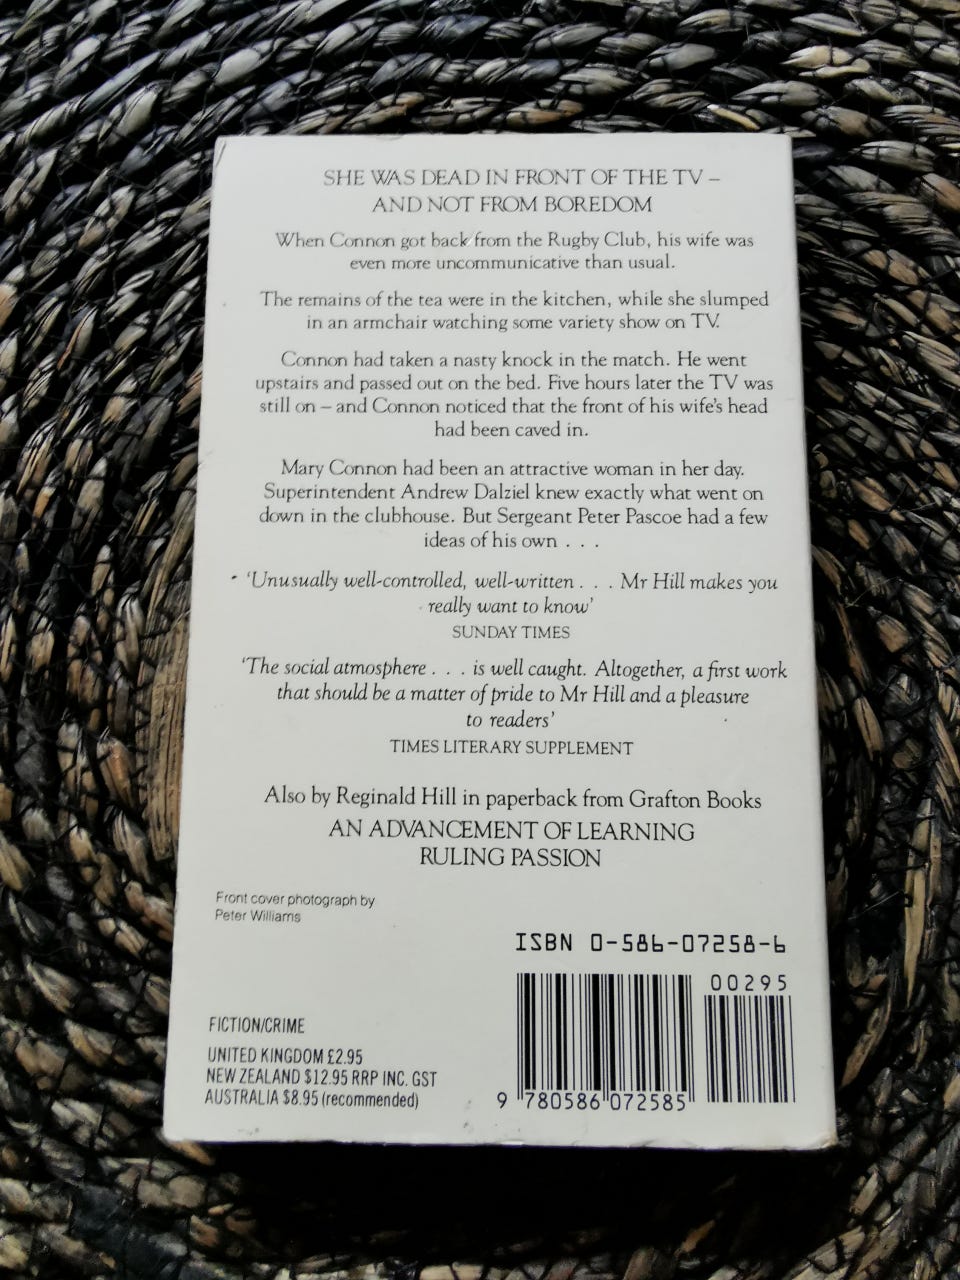 SHE WAS DEAD IN FRONT OF THE TV –
AND NOT FROM BOREDOM
When Connon got back from the Rugby Club, his wife was
even more uncommunicative than usual.
The remains of the tea were in the kitchen, while she slumped
in an armchair watching some variety show on TV.
Connon had taken a nasty knock in the match. He went
upstairs and passed out on the bed. Five hours later the TV was
still on – and Connon noticed that the front of his wife's head
had been caved in.
Mary Connon had been an attractive woman in her day.
Superintendent Andrew Dalziel knew exactly what went on
down in the clubhouse. But Sergeant Peter Pascoe had a few
ideas of his own . . .
'Unusually well-controlled, well-written . . . Mr Hill makes you
really want to know'
SUNDAY TIMES
'The social atmosphere . . . is well caught. Altogether, a first work
that should be a matter of pride to Mr Hill and a pleasure
to readers'
TIMES LITERARY SUPPLEMENT
Also by Reginald Hill in paperback from Grafton Books
AN ADVANCEMENT OF LEARNING
RULING PASSION
Front cover photograph by
Peter Williams
ISBN 0-586-07258-6
00295
FICTION/CRIME
UNITED KINGDOM £2.95
NEW ZEALAND $12.95 RRP INC. GST
AUSTRALIA $8.95 (recommended)
9 780586 072585